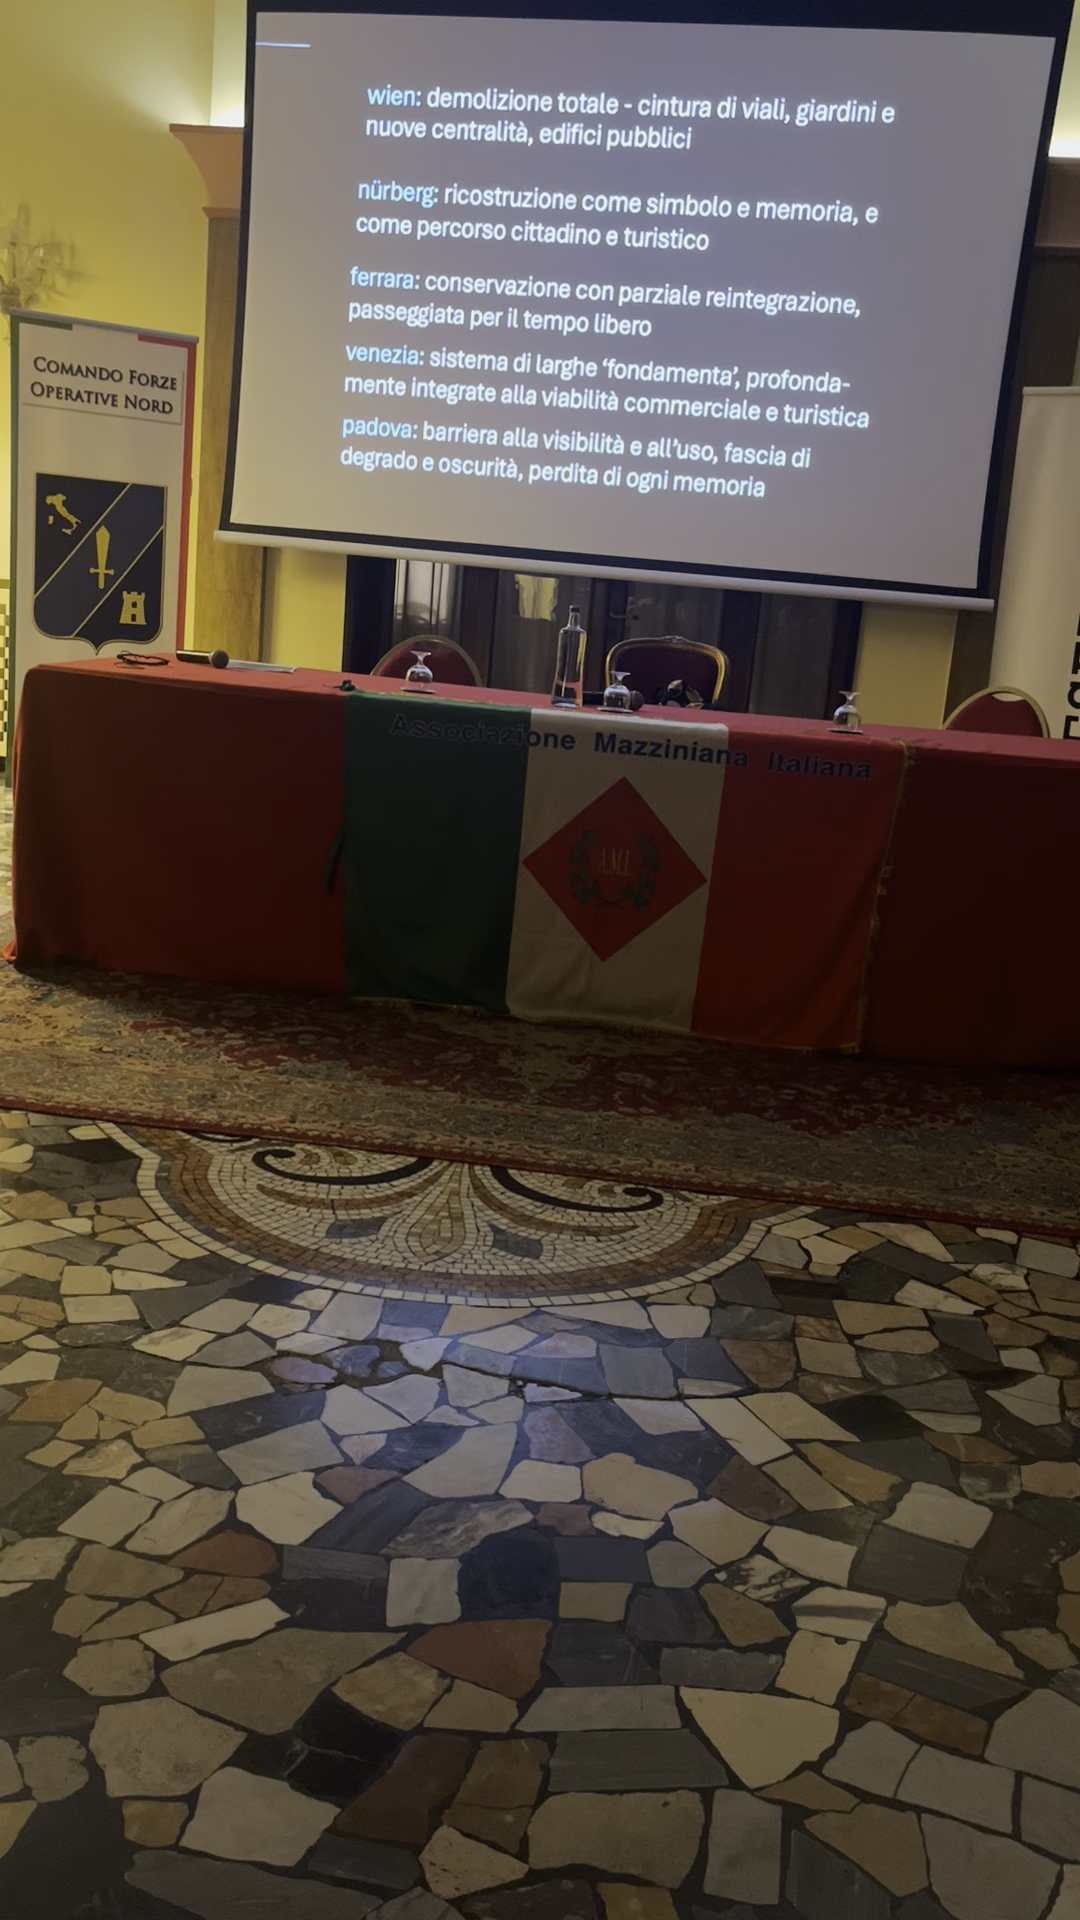 wien: demolizione totale - cintura di viali, giardini e
nuove centralità, edifici pubblici
nürberg: ricostruzione come simbolo e memoria, e
come percorso cittadino e turistico
ferrara: conservazione con parziale reintegrazione,
passeggiata per il tempo libero
venezia: sistema di larghe ‘fondamenta’, profonda-
mente integrate alla viabilità commerciale e turistica
padova: barriera alla visibilità e all’uso, fascia di
degrado e oscurità, perdita di ogni memoria
COMANDO FORZE
OPERATIVE NORD
Associazione Mazziniana Italiana
A.M.I.